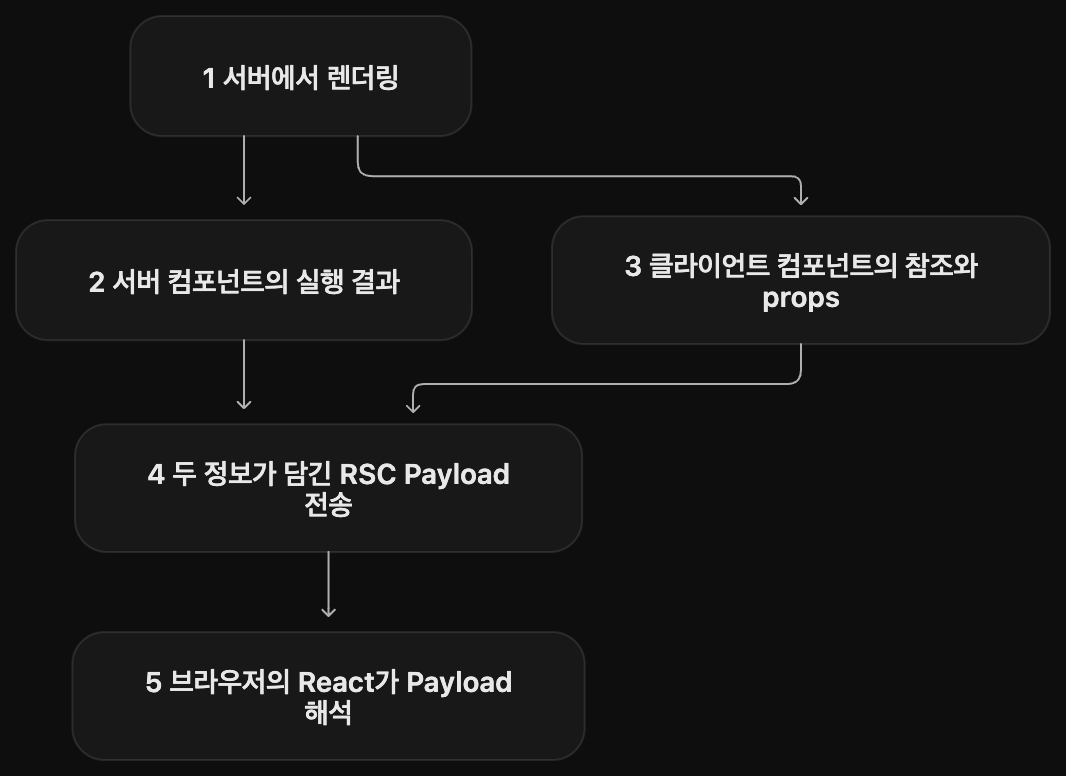 1 서버에서 렌더링
2 서버 컴포넌트의 실행 결과
3 클라이언트 컴포넌트의 참조와
props
4 두 정보가 담긴 RSC Payload
전송
5 브라우저의 React가 Payload
해석